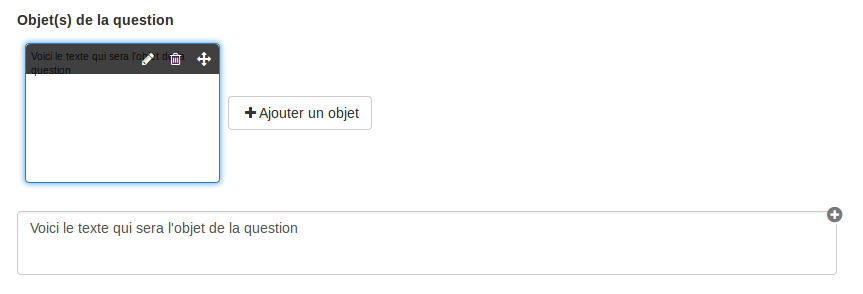 Objet(s) de la question
Voici le texte qui sera l'objet de la
question
Ajouter un objet
Voici le texte qui sera l'objet de la question